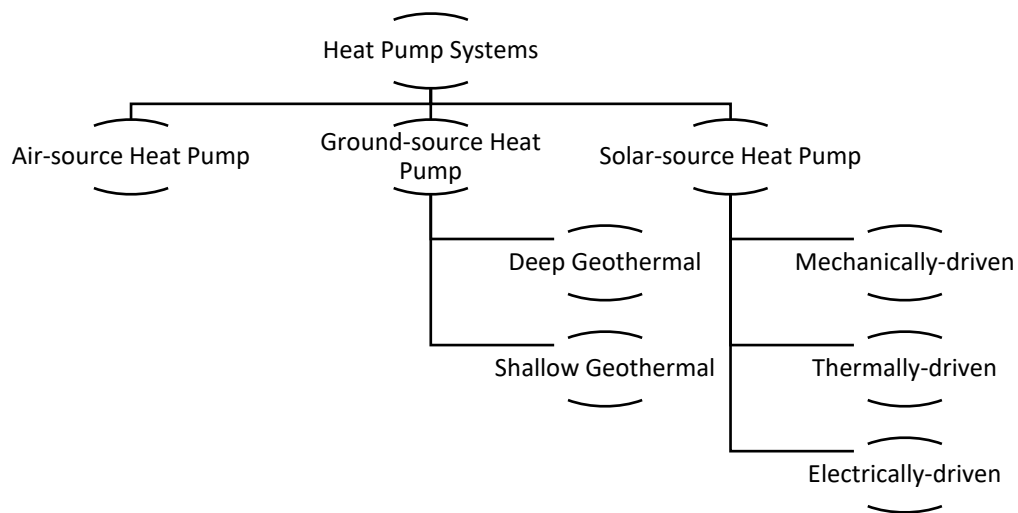 Heat Pump Systems
Air-source Heat Pump
Ground-source Heat
Pump
Solar-source Heat Pump
Deep Geothermal
Shallow Geothermal
Mechanically-driven
Thermally-driven
Electrically-driven